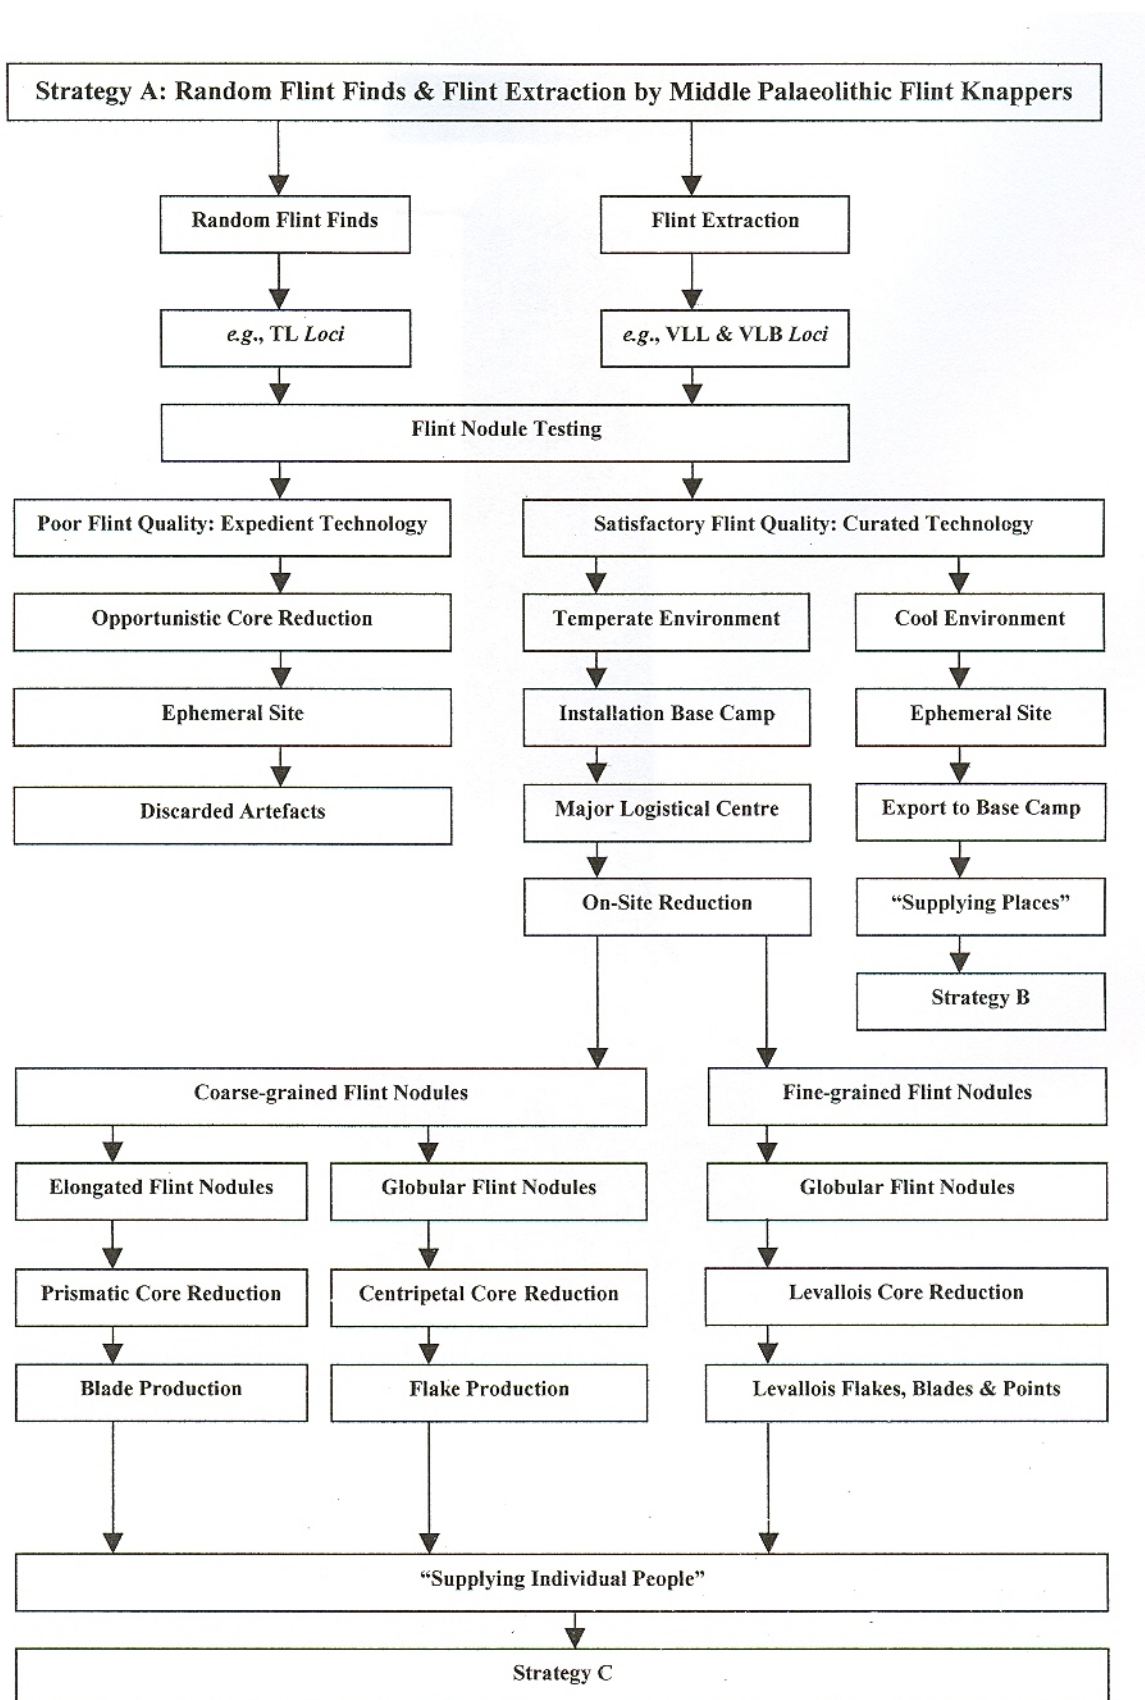 Strategy A: Random Flint Finds & Flint Extraction by Middle Palaeolithic Flint Knappers
Random Flint Finds
Flint Extraction
e.g., TL Loci
e.g., VLL & VLB Loci
Flint Nodule Testing
Poor Flint Quality: Expedient Technology
Satisfactory Flint Quality: Curated Technology
Opportunistic Core Reduction
Temperate Environment
Cool Environment
Ephemeral Site
Installation Base Camp
Ephemeral Site
Discarded Artefacts
Major Logistical Centre
Export to Base Camp
On-Site Reduction
“Supplying Places”
Strategy B
Coarse-grained Flint Nodules
Fine-grained Flint Nodules
Elongated Flint Nodules
Globular Flint Nodules
Globular Flint Nodules
Prismatic Core Reduction
Centripetal Core Reduction
Levallois Core Reduction
Blade Production
Flake Production
Levallois Flakes, Blades & Points
“Supplying Individual People”
Strategy C